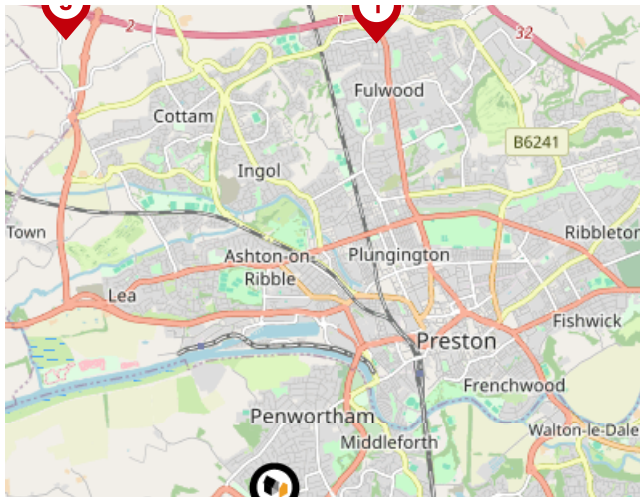 2
1
32
Fulwood
Cottam
B6241
Ingol
Town
Ribbleton
Ashton-on-
Ribble
Plungington
Lea
Fishwick
Preston
Frenchwood
Penwortham
Middleforth
Walton-le-Dale